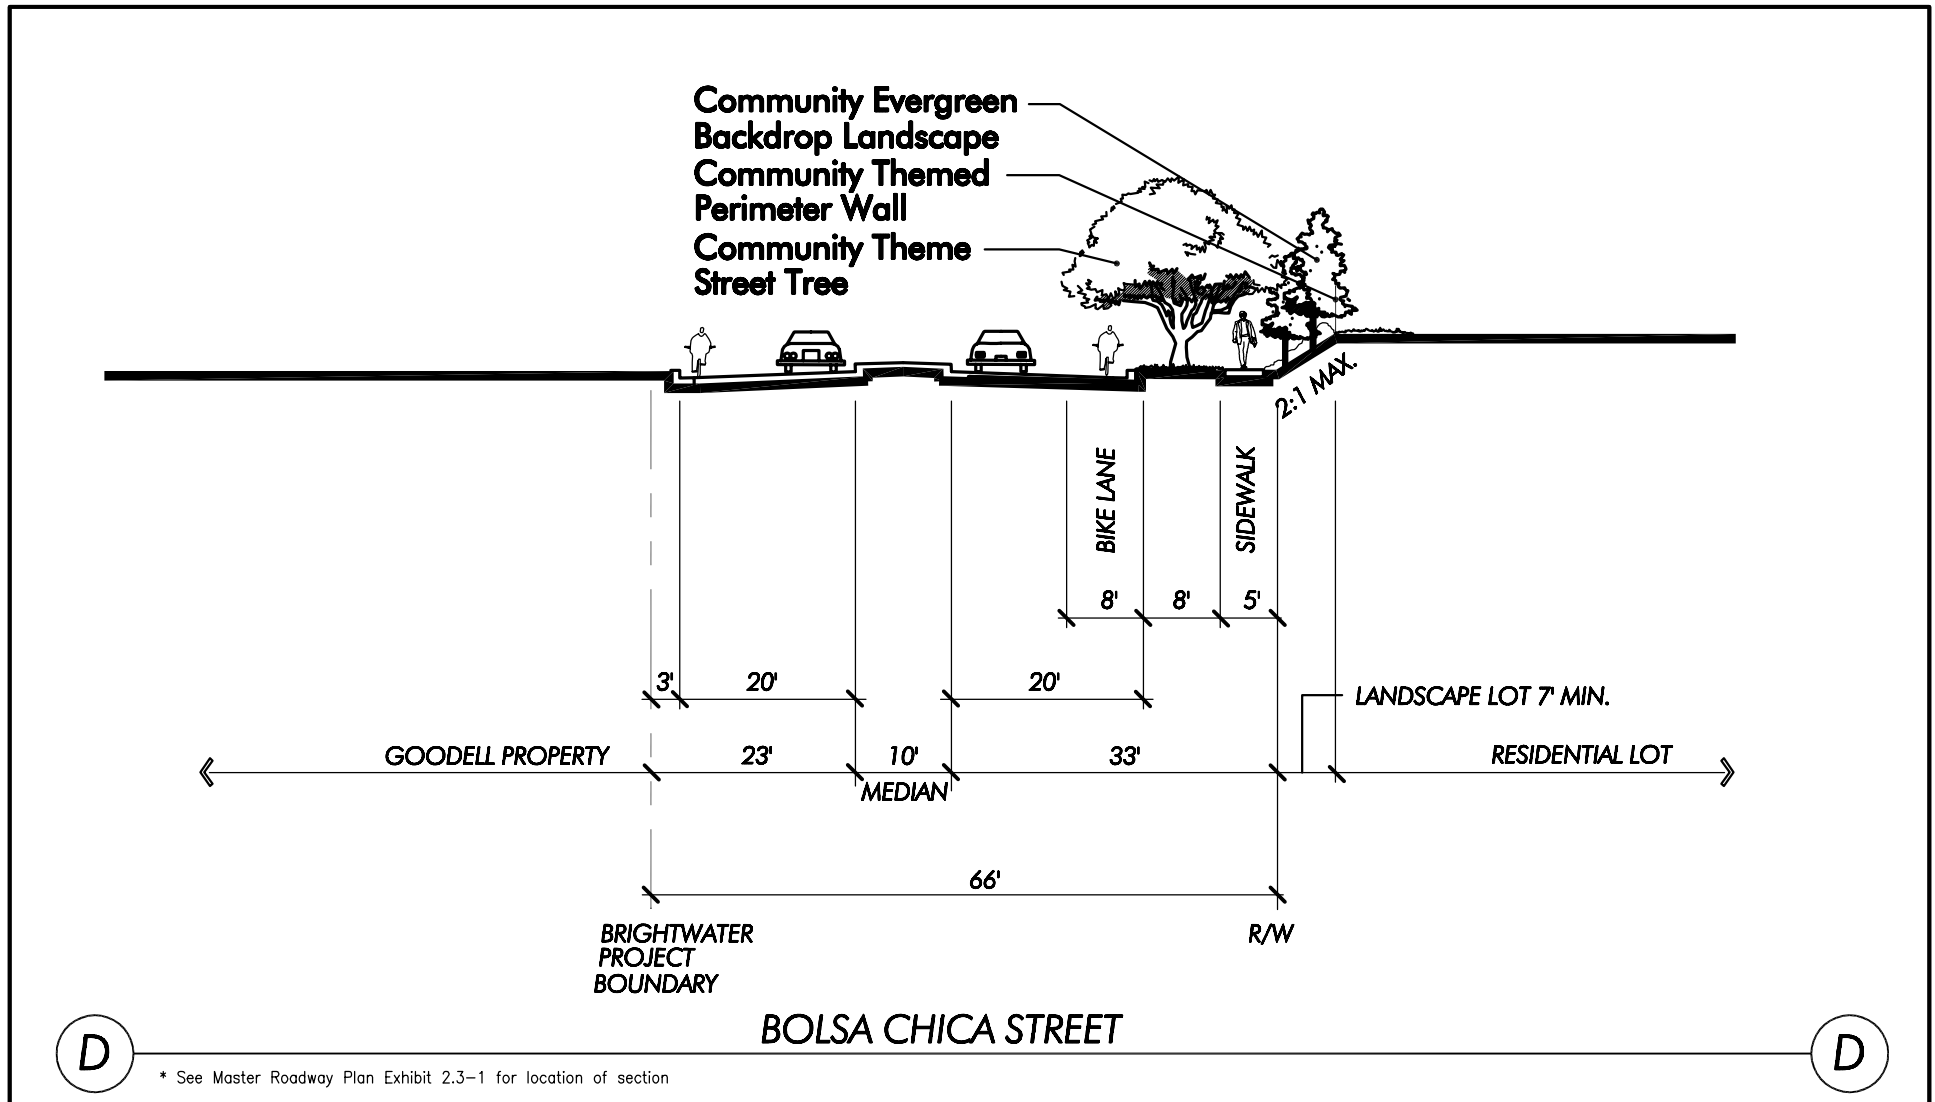 Community Evergreen
Backdrop Landscape
Community Themed
Perimeter Wall
Community Theme
Street Tree
2:1 MAX.
BIKE LANE
SIDEWALK
8' 8' 5'
3' 20' 20'
LANDSCAPE LOT 7' MIN.
GOODELL PROPERTY 23' 10' 33' RESIDENTIAL LOT
MEDIAN
66'
BRIGHTWATER
PROJECT
BOUNDARY
R/W
BOLSA CHICA STREET
D D
* See Master Roadway Plan Exhibit 2.3-1 for location of section